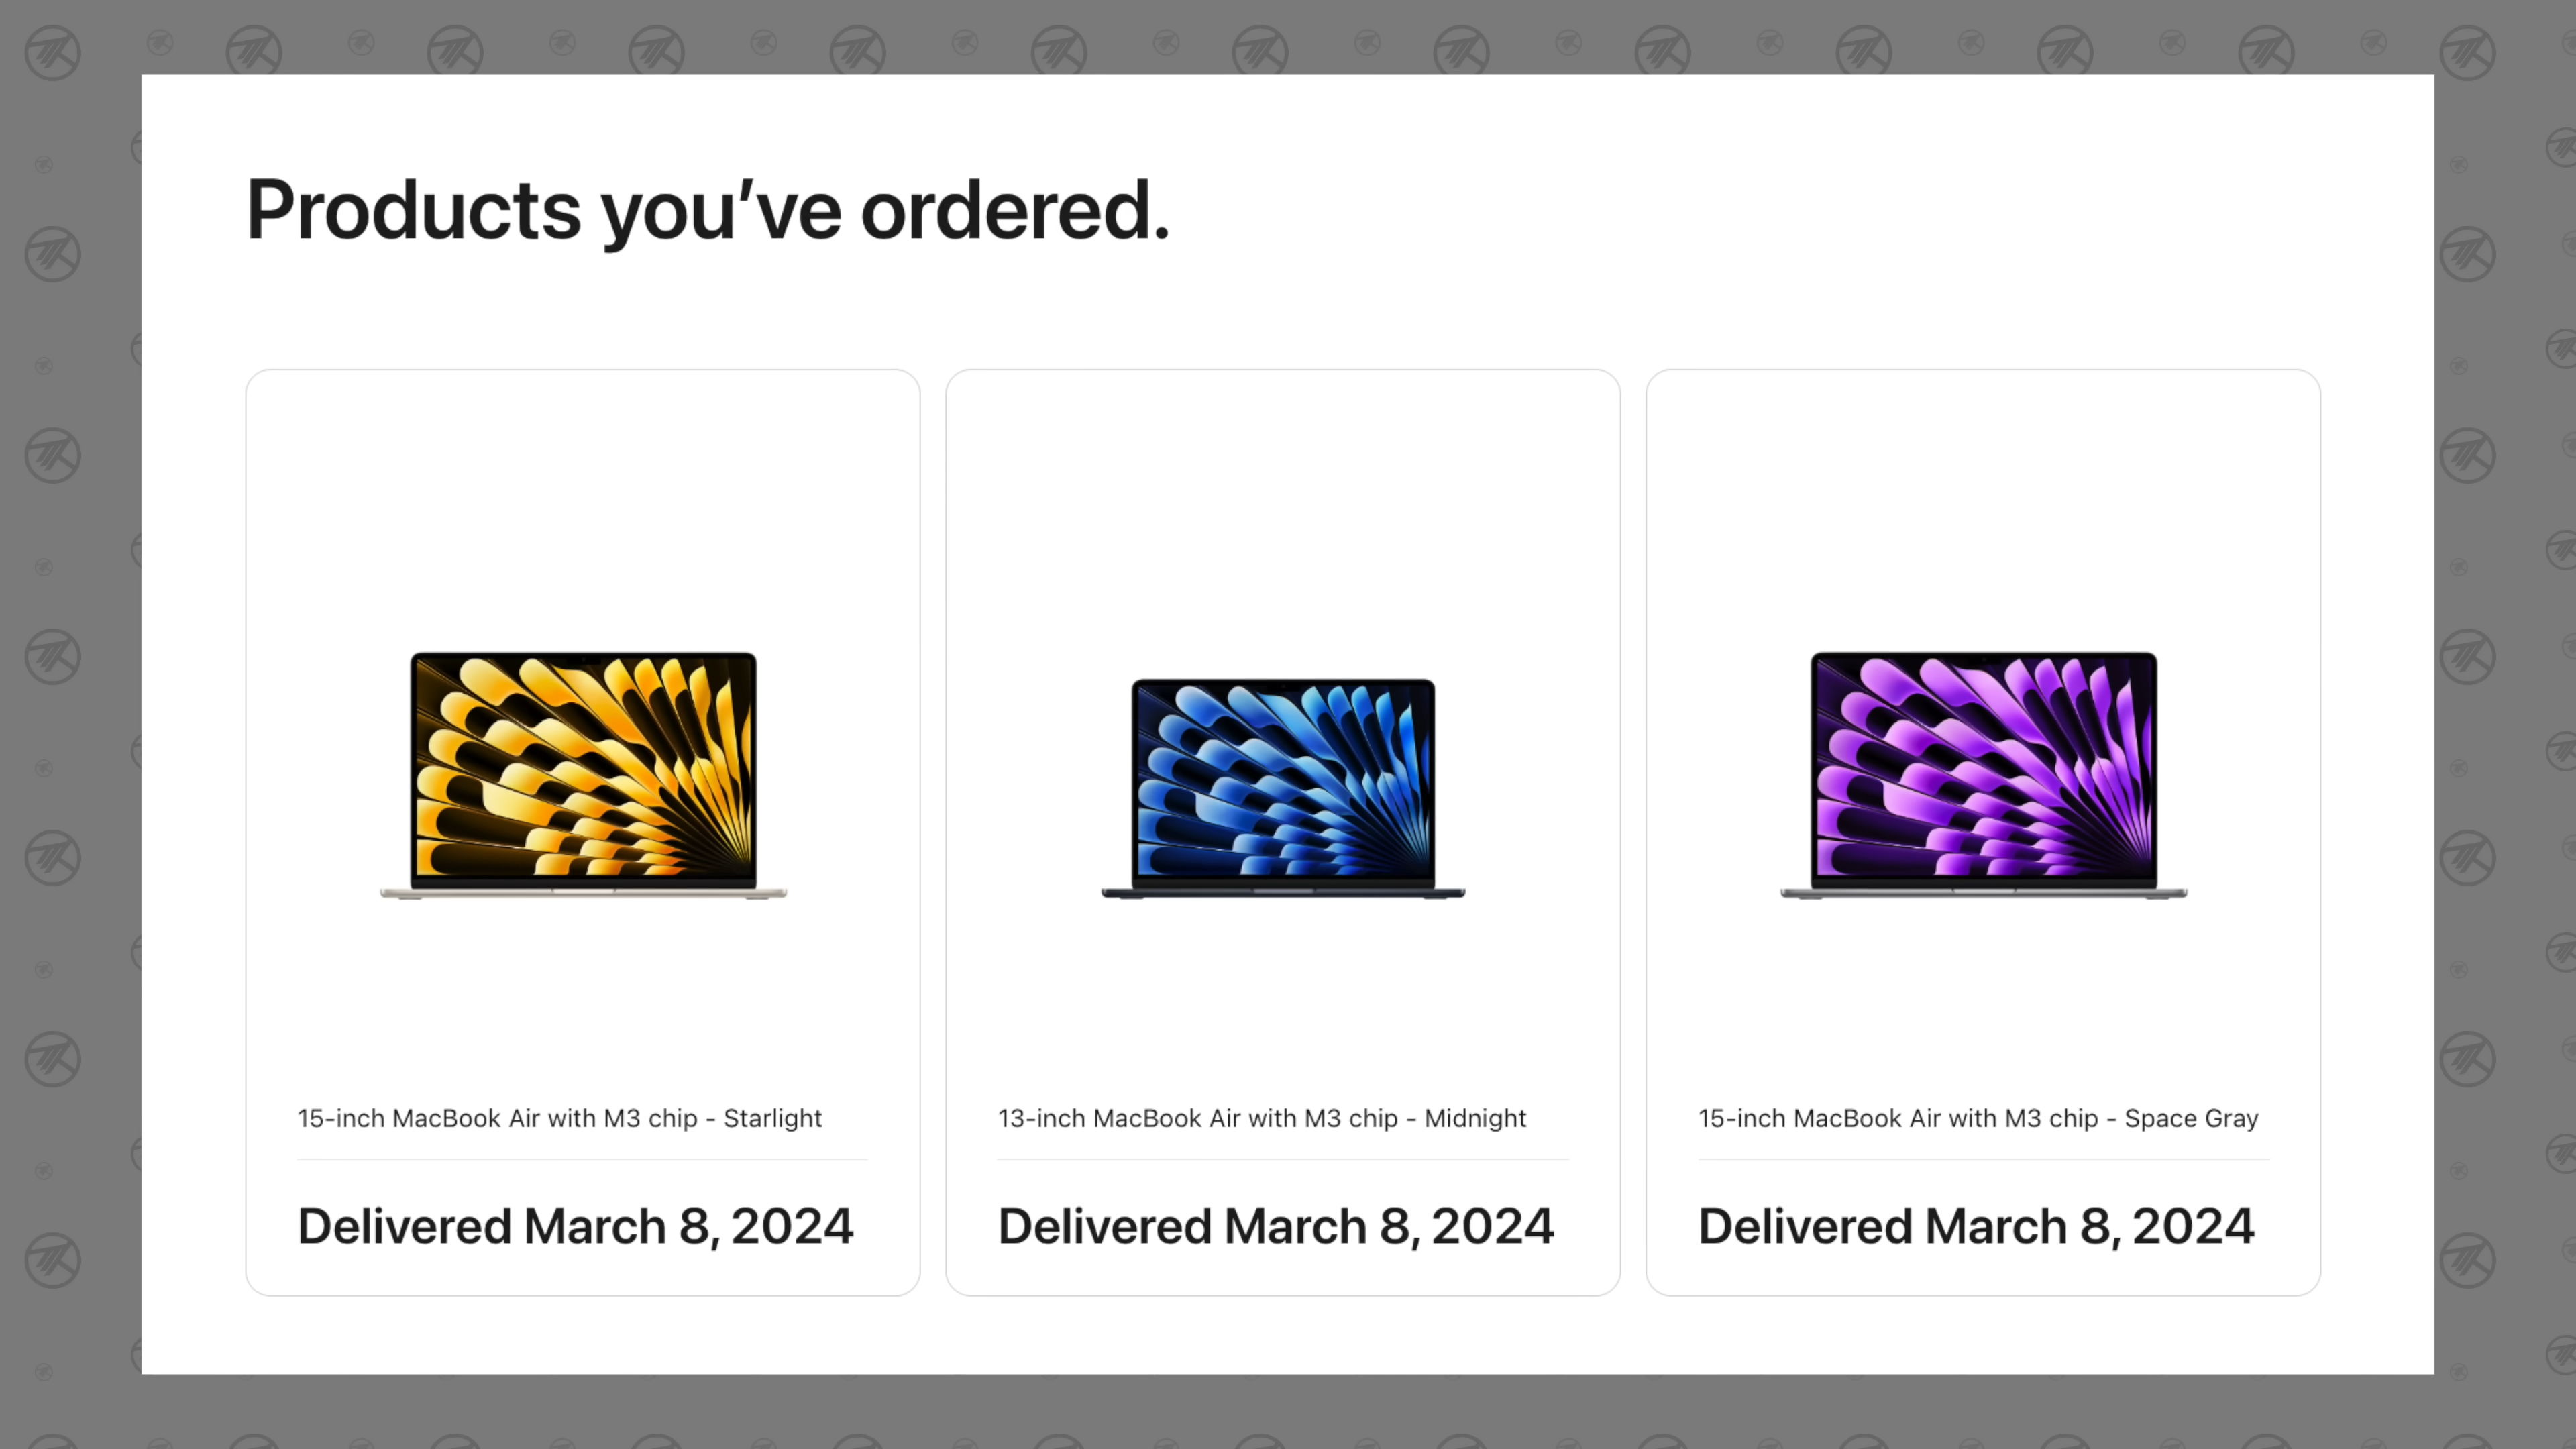 Products you’ve ordered.
15-inch MacBook Air with M3 chip - Starlight
Delivered March 8, 2024
13-inch MacBook Air with M3 chip - Midnight
Delivered March 8, 2024
15-inch MacBook Air with M3 chip - Space Gray
Delivered March 8, 2024